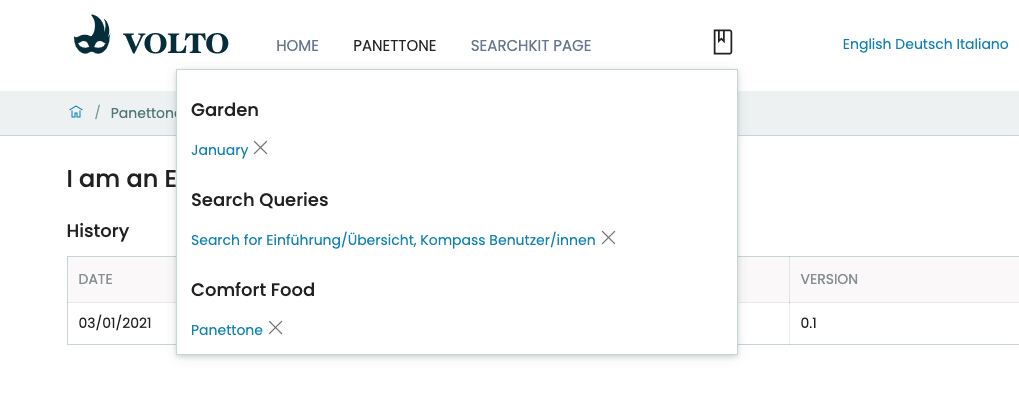 VOLTO
HOME PANETTONE SEARCHKIT PAGE
English Deutsch Italiano
/ Panettone
Garden
January
I am an E
Search Queries
History
Search for Einführung/Übersicht, Kompass Benutzer/innen
DATE
VERSION
Comfort Food
03/01/2021
0.1
Panettone